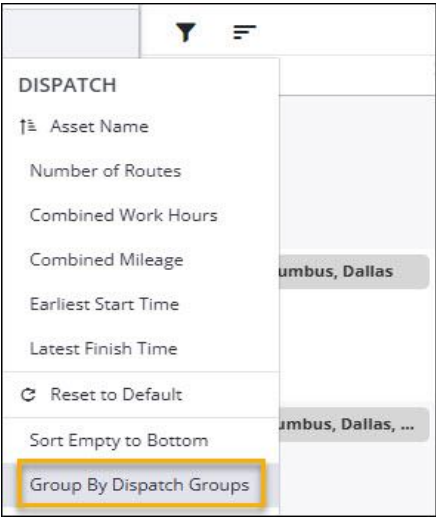 DISPATCH
Asset Name
Number of Routes
Combined Work Hours
Combined Mileage
umbus, Dallas
Earliest Start Time
Latest Finish Time
Reset to Default
umbus, Dallas, ...
Sort Empty to Bottom
Group By Dispatch Groups